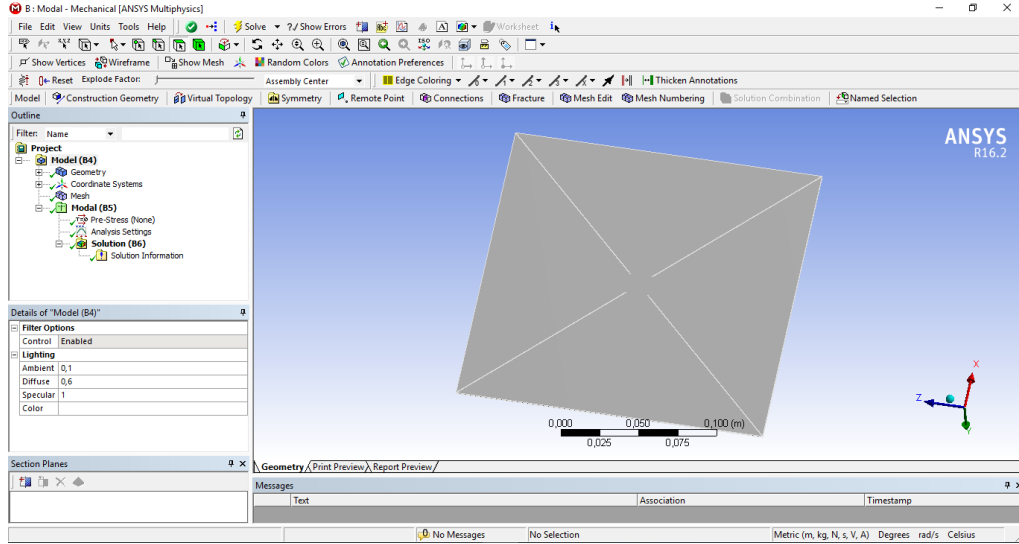 B : Modal - Mechanical [ANSYS Multiphysics]
File Edit View Units Tools Help Solve ?/ Show Errors Worksheet
Show Vertices Wireframe Show Mesh Random Colors Annotation Preferences
Reset Explode Factor: Assembly Center Edge Coloring Thicken Annotations
Model Construction Geometry Virtual Topology Symmetry Remote Point Connections Fracture Mesh Edit Mesh Numbering Solution Combination Named Selection
Outline
Filter: Name
Project
Model (B4)
Geometry
Coordinate Systems
Mesh
Modal (B5)
Pre-Stress (None)
Analysis Settings
Solution (B6)
Solution Information
Details of "Model (B4)"
Filter Options
Control Enabled
Lighting
Ambient 0,1
Diffuse 0,6
Specular 1
Color
Section Planes
ANSYS
R16.2
X
Z
Y
0,000 0,050 0,100 (m)
0,025 0,075
Geometry Print Preview Report Preview
Messages
Text Association Timestamp
No Messages No Selection Metric (m, kg, N, s, V, A) Degrees rad/s Celsius